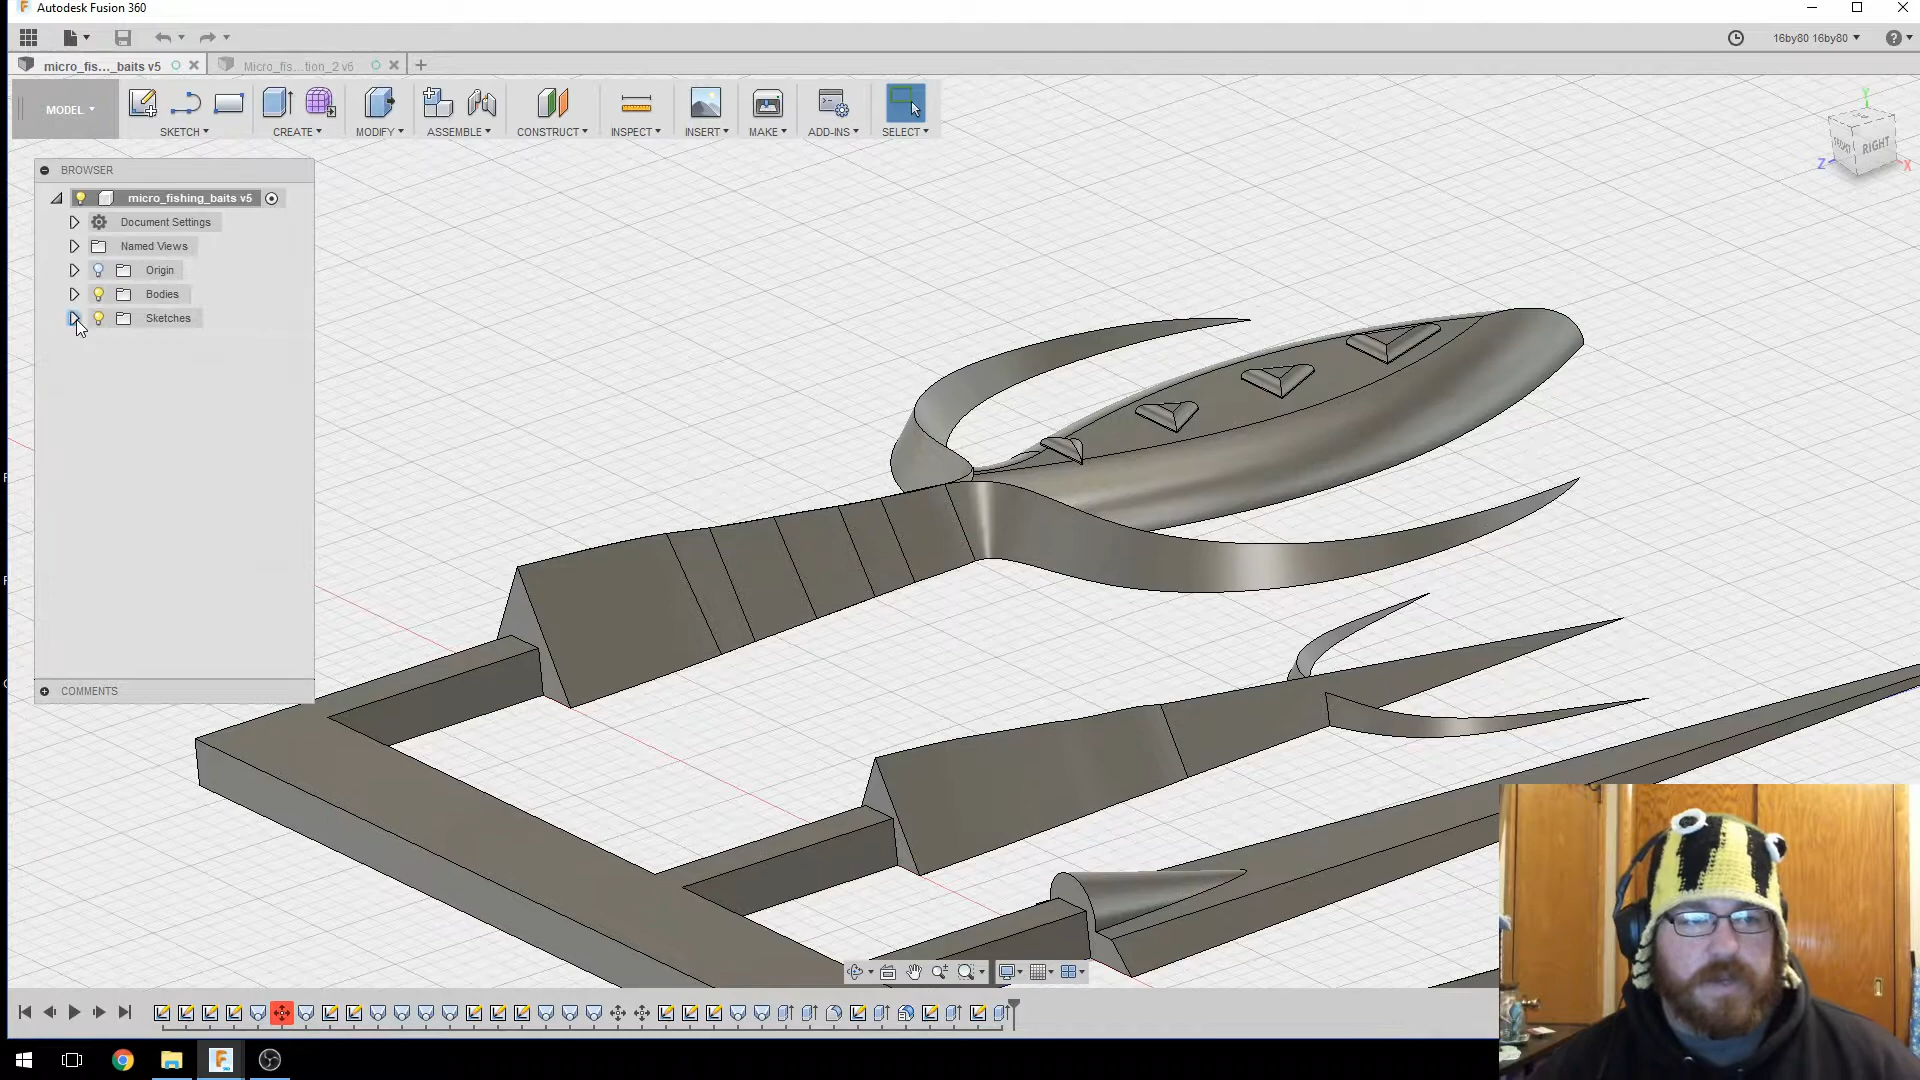 Autodesk Fusion 360
16by80 16by80
micro_fis..._baits v5
Micro_fis...tion_2 v6
MODEL
SKETCH
CREATE
MODIFY
ASSEMBLE
CONSTRUCT
INSPECT
INSERT
MAKE
ADD-INS
SELECT
Y
RIGHT
Z
X
BROWSER
micro_fishing_baits v5
Document Settings
Named Views
Origin
Bodies
Sketches
COMMENTS